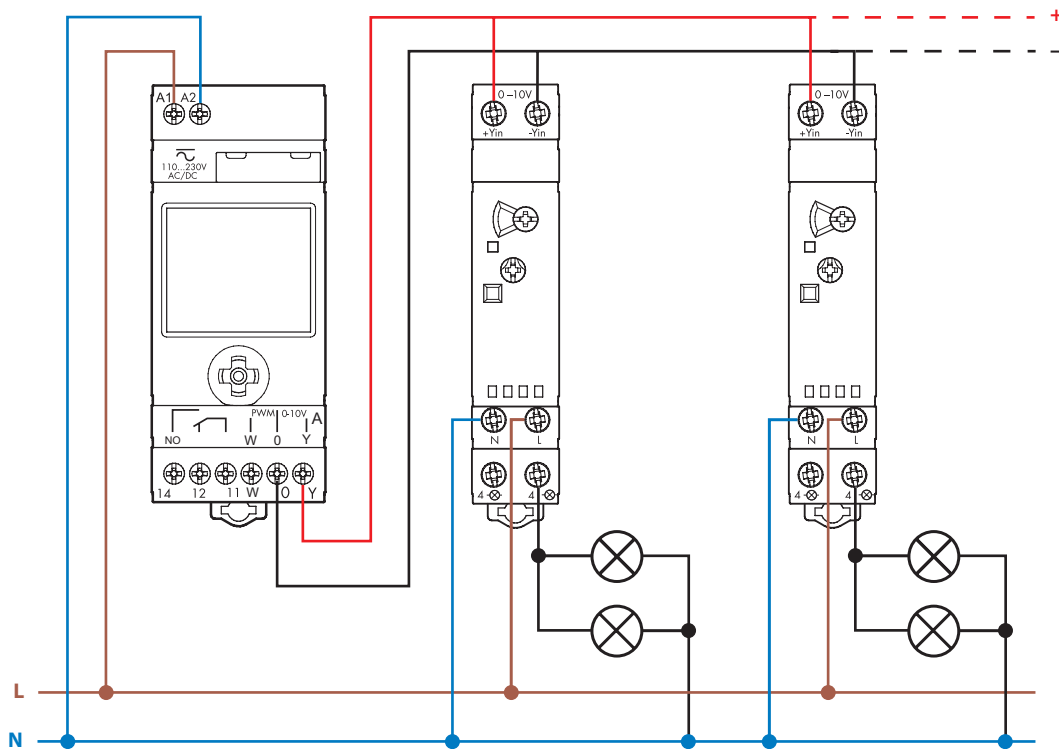 +
-
A1 A2
110...230V
AC/DC
0–10V
+Yin -Yin
0–10V
+Yin -Yin
PWM 0-10V A
NO W 0 Y
14 12 11 W 0 Y
N L
4 4
N L
4 4
L
N